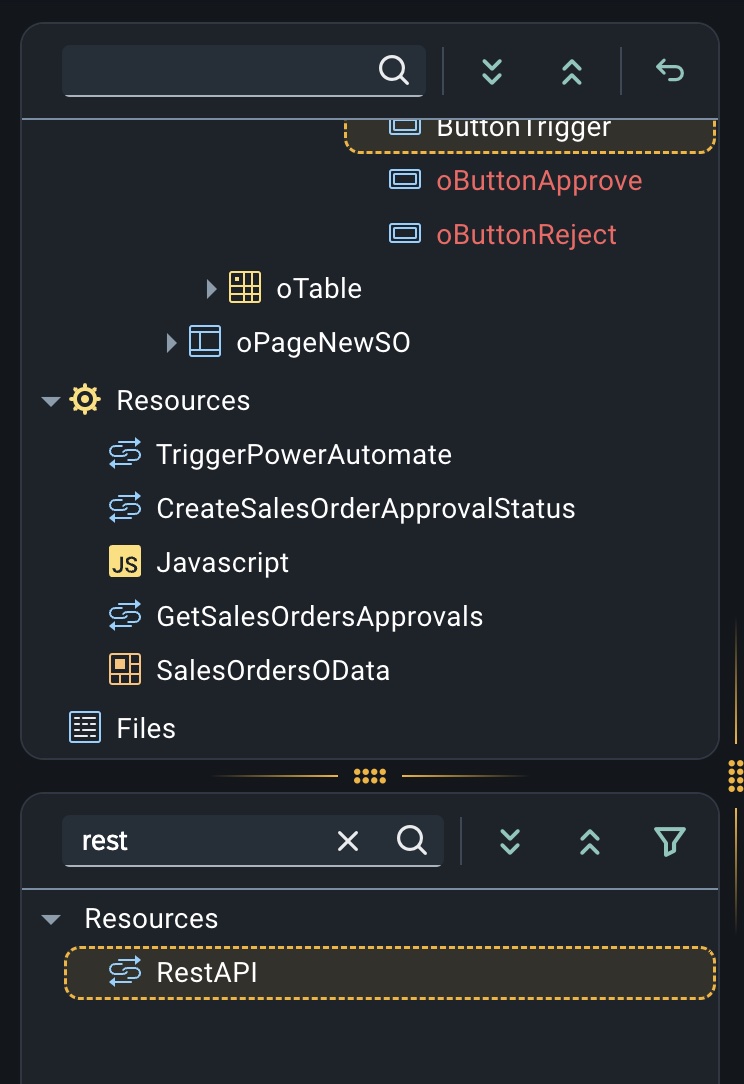 ButtonTrigger
oButtonApprove
oButtonReject
oTable
oPageNewSO
Resources
TriggerPowerAutomate
CreateSalesOrderApprovalStatus
JS Javascript
GetSalesOrdersApprovals
SalesOrdersOData
Files
rest
Resources
RestAPI